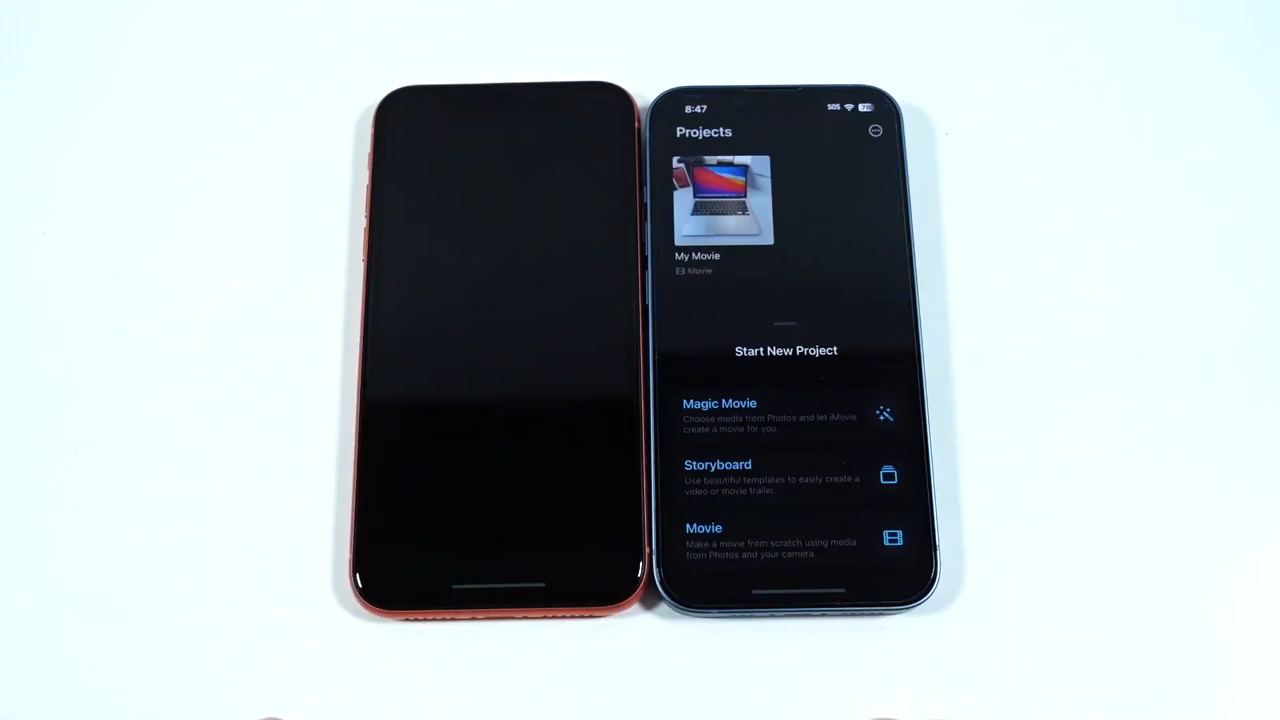 8:47
SOS
Projects
My Movie
Movie
Start New Project
Magic Movie
Choose media from Photos and let iMovie
create a movie for you.
Storyboard
Use beautiful templates to easily create a
video or movie trailer.
Movie
Make a movie from scratch using media
from Photos and your camera.